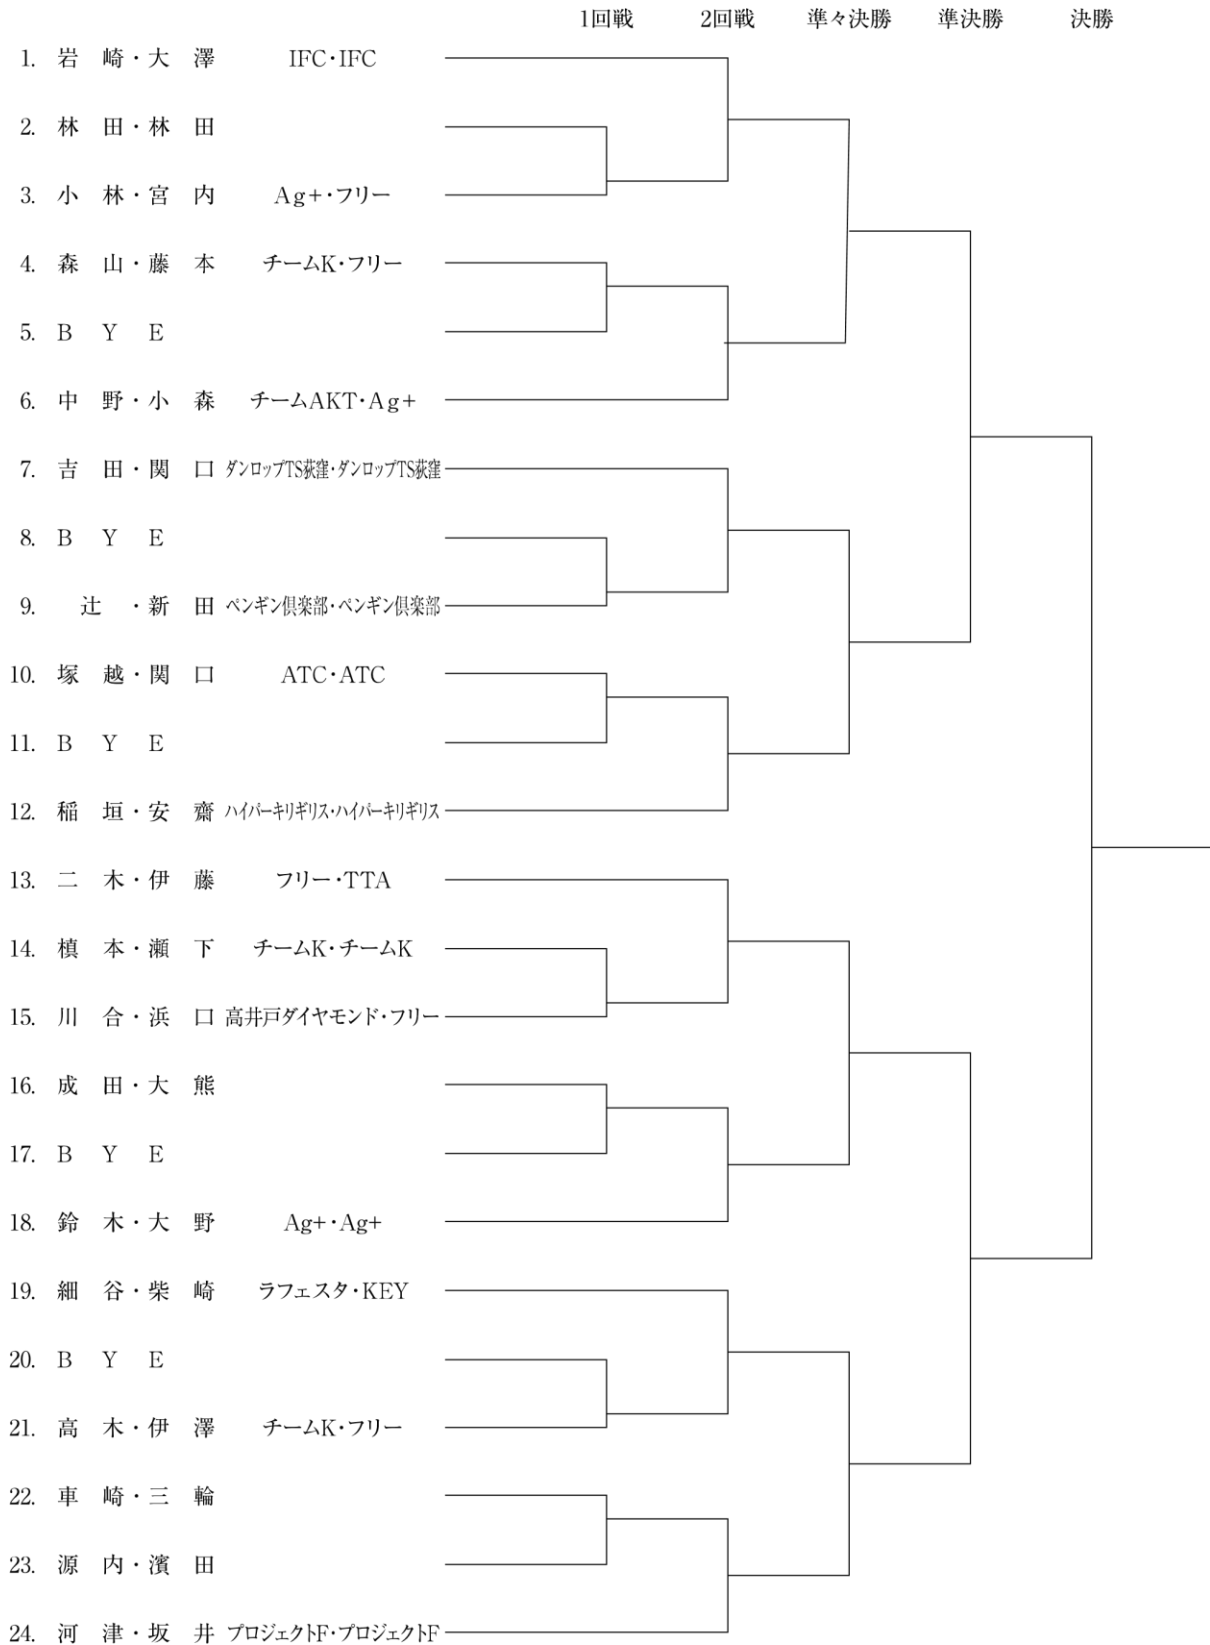 1回戦 2回戦 準々決勝 準決勝 決勝
1. 岩 崎・大 澤 IFC・IFC
2. 林 田・林 田
3. 小 林・宮 内 Ag+・フリー
4. 森 山・藤 本 チームK・フリー
5. B Y E
6. 中 野・小 森 チームAKT・Ag+
7. 吉 田・関 口 ダンロップTS荻窪・ダンロップTS荻窪
8. B Y E
9. 辻 ・新 田 ペンギン倶楽部・ペンギン倶楽部
10. 塚 越・関 口 ATC・ATC
11. B Y E
12. 稲 垣・安 齋 ハイパーキリギリス・ハイパーキリギリス
13. 二 木・伊 藤 フリー・TTA
14. 槙 本・瀬 下 チームK・チームK
15. 川 合・浜 口 高井戸ダイヤモンド・フリー
16. 成 田・大 熊
17. B Y E
18. 鈴 木・大 野 Ag+・Ag+
19. 細 谷・柴 崎 ラフェスタ・KEY
20. B Y E
21. 高 木・伊 澤 チームK・フリー
22. 車 崎・三 輪
23. 源 内・濱 田
24. 河 津・坂 井 プロジェクトF・プロジェクトF